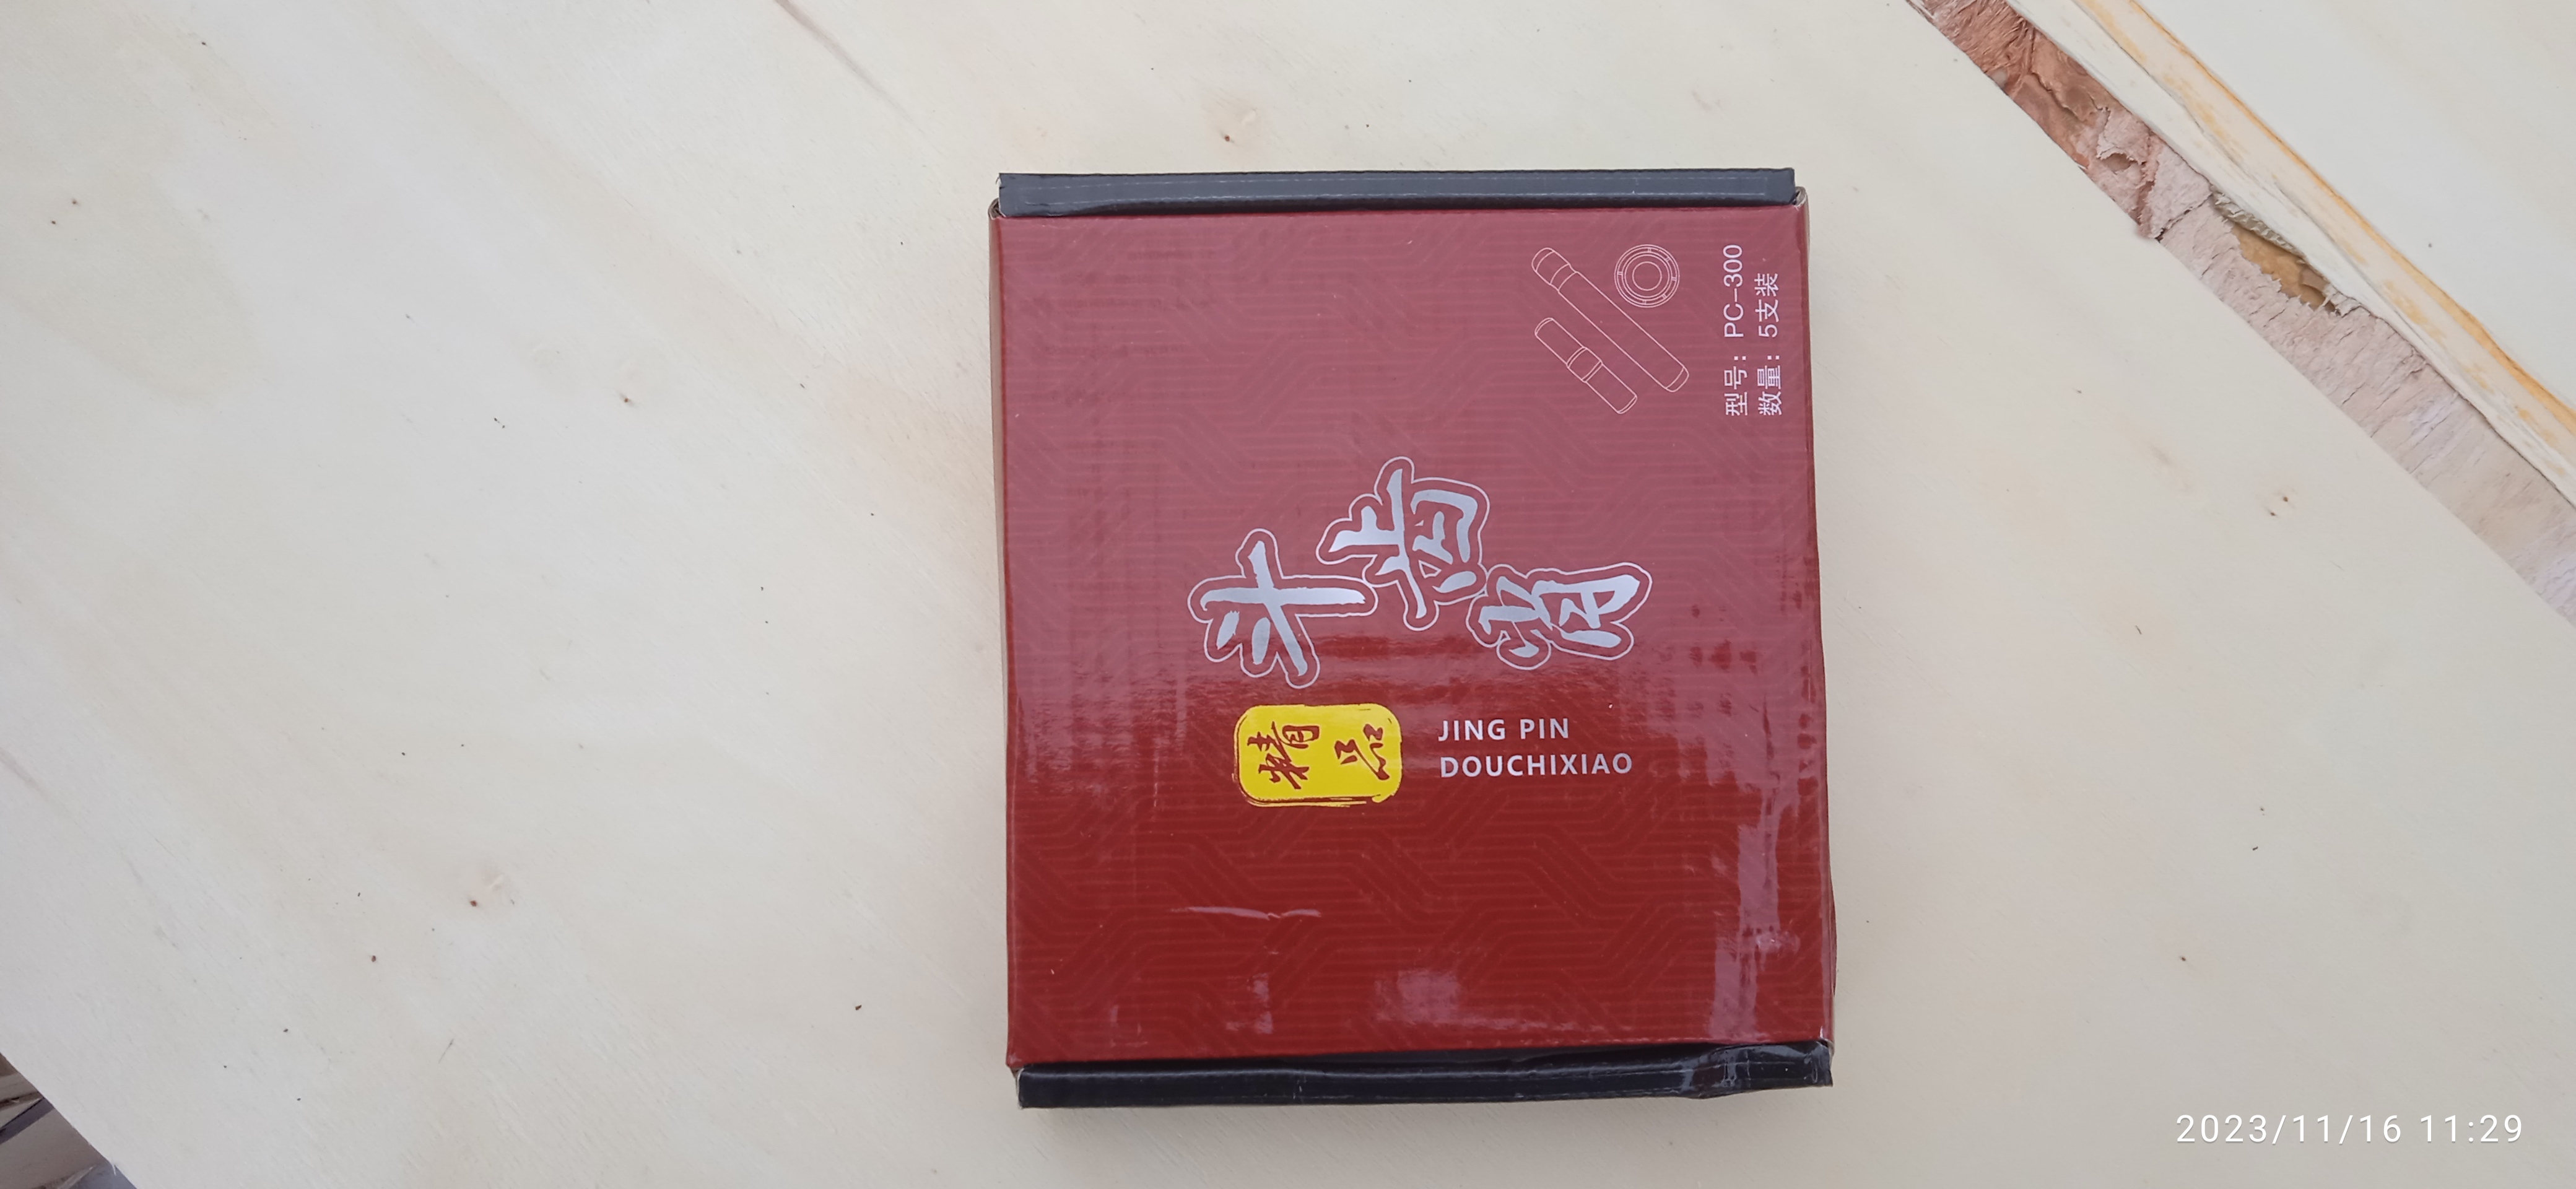 斗齿肖
精品
JING PIN
DOUCHIXIAO
型号：PC-300
数量：5支装
2023/11/16 11:29